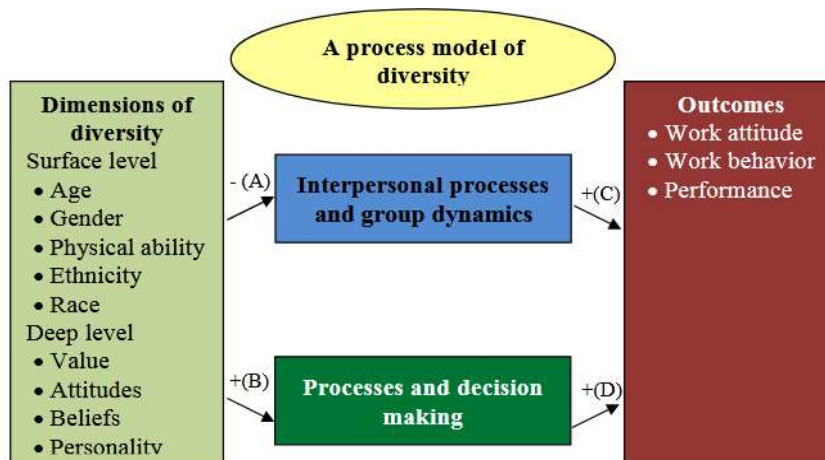 A process model of
diversity
Dimensions of
diversity
Surface level
• Age
• Gender
• Physical ability
• Ethnicity
• Race
Deep level
• Value
• Attitudes
• Beliefs
• Personality
- (A)
+(B)
Interpersonal processes
and group dynamics
Processes and decision
making
+(C)
+(D)
Outcomes
• Work attitude
• Work behavior
• Performance